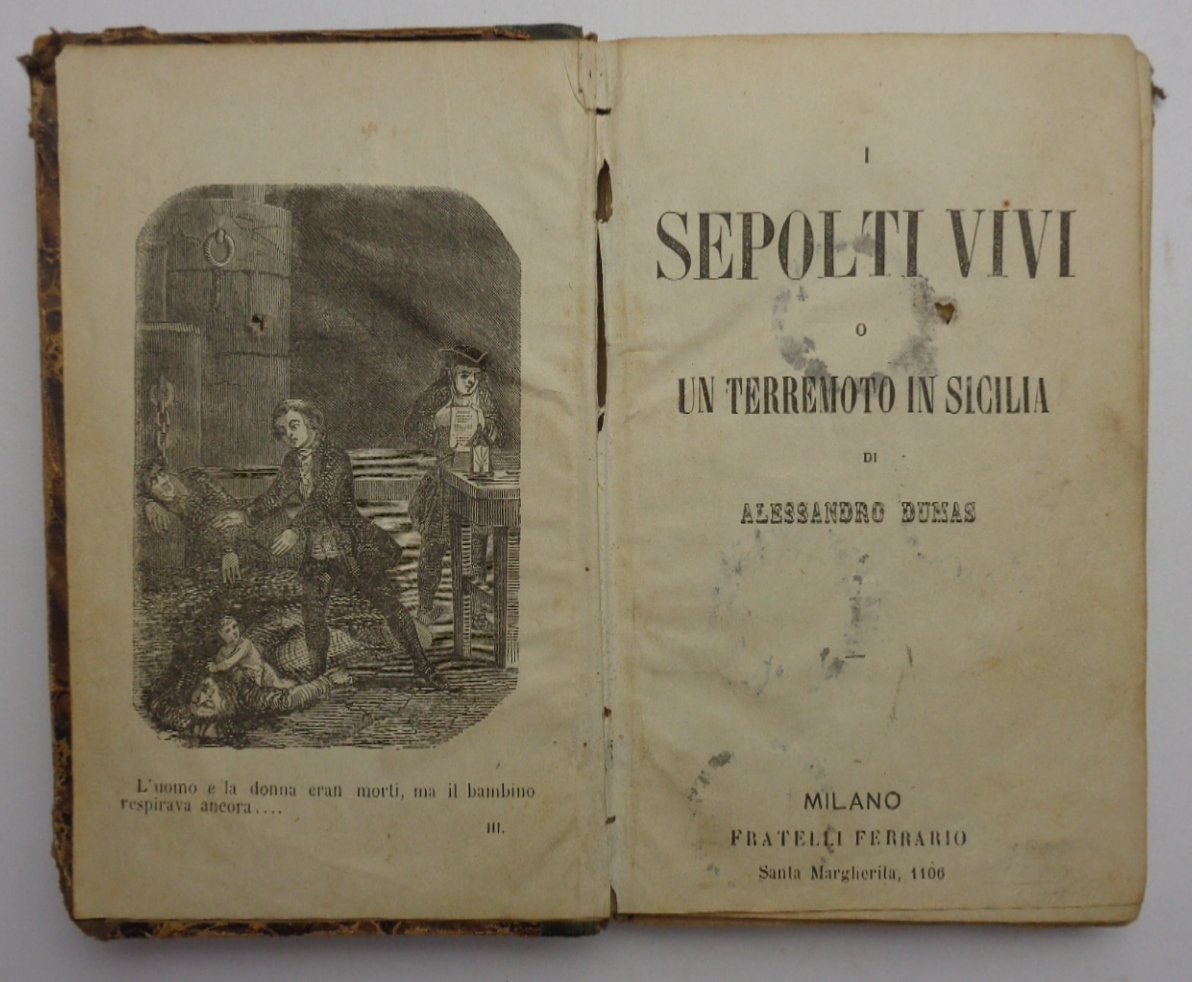 L'uomo e la donna eran morti, ma il bambino
respirava ancora....
III.
I
SEPOLTI VIVI
O
UN TERREMOTO IN SICILIA
DI
ALESSANDRO DUMAS
MILANO
FRATELLI FERRARIO
Santa Margherita, 1106